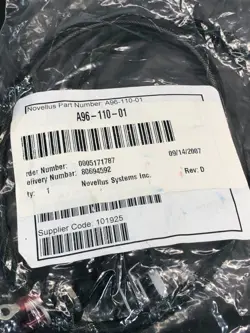 Novellus Part Number: A96-110-01
A96-110-01
rder Number: 0005171787 09/14/2007
elivery Number: 80694592
ty: 1 Novellus Systems Inc. Rev: D
Supplier Code: 101925